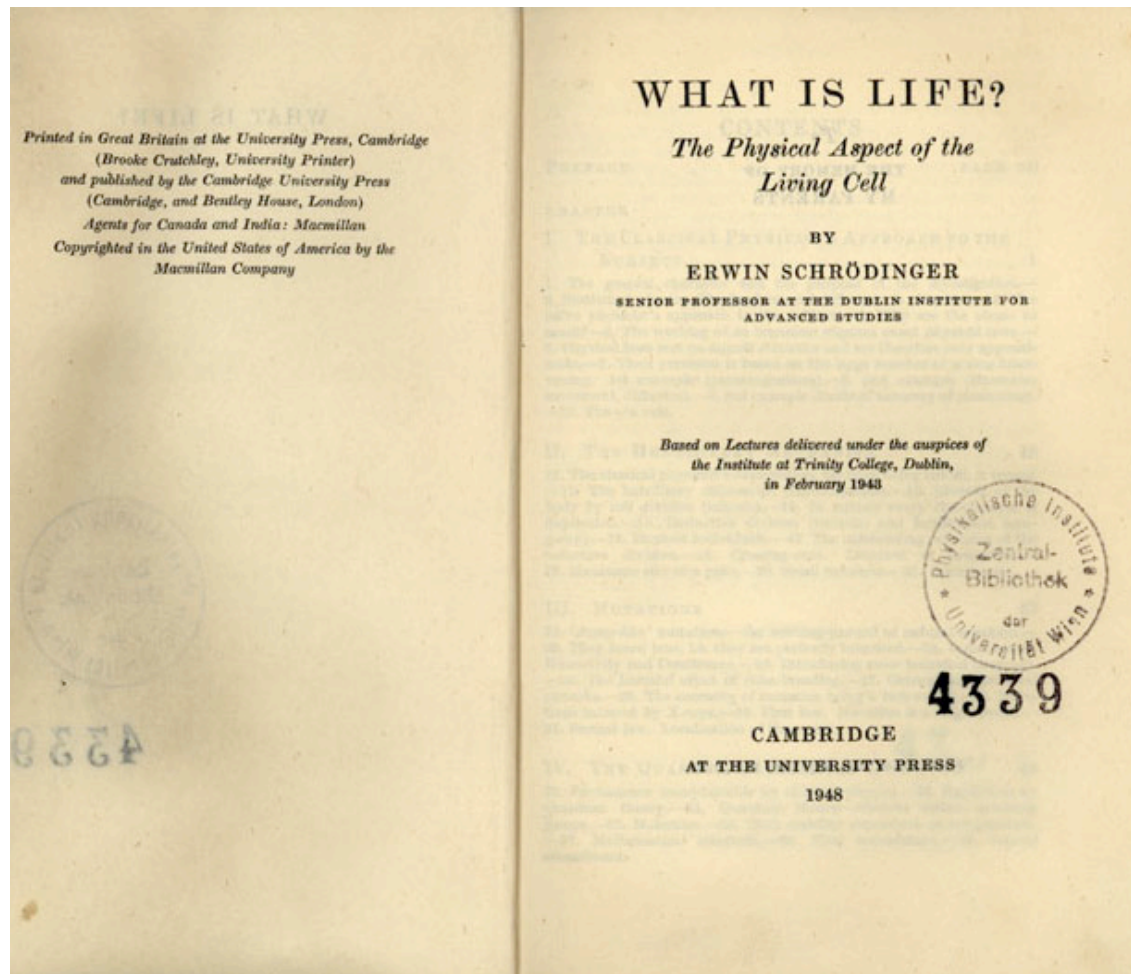 Printed in Great Britain at the University Press, Cambridge
(Brooke Crutchley, University Printer)
and published by the Cambridge University Press
(Cambridge, and Bentley House, London)
Agents for Canada and India: Macmillan
Copyrighted in the United States of America by the
Macmillan Company
WHAT IS LIFE?
The Physical Aspect of the
Living Cell
BY
ERWIN SCHRÖDINGER
SENIOR PROFESSOR AT THE DUBLIN INSTITUTE FOR
ADVANCED STUDIES
Based on Lectures delivered under the auspices of
the Institute at Trinity College, Dublin,
in February 1943
Physikalische Institute
Zentral-
Bibliothek
der
Universität Wien
4339
CAMBRIDGE
AT THE UNIVERSITY PRESS
1948